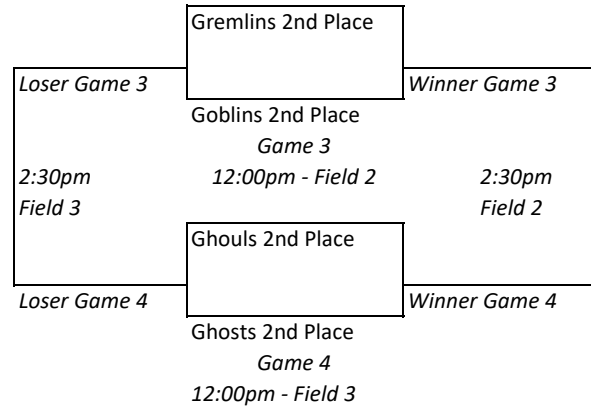 Gremlins 2nd Place
Loser Game 3 Winner Game 3
Goblins 2nd Place
Game 3
2:30pm 12:00pm - Field 2 2:30pm
Field 3 Field 2
Ghouls 2nd Place
Loser Game 4 Winner Game 4
Ghosts 2nd Place
Game 4
12:00pm - Field 3